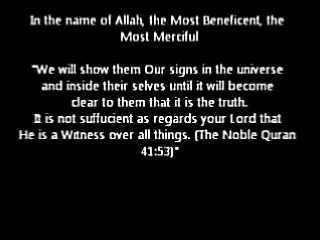 In the name of Allah, the Most Beneficent, the
Most Merciful
"We will show them Our signs in the universe
and inside their selves until it will become
clear to them that it is the truth.
It is not suffucient as regards your Lord that
He is a Witness over all things. (The Noble Quran
41:53)"